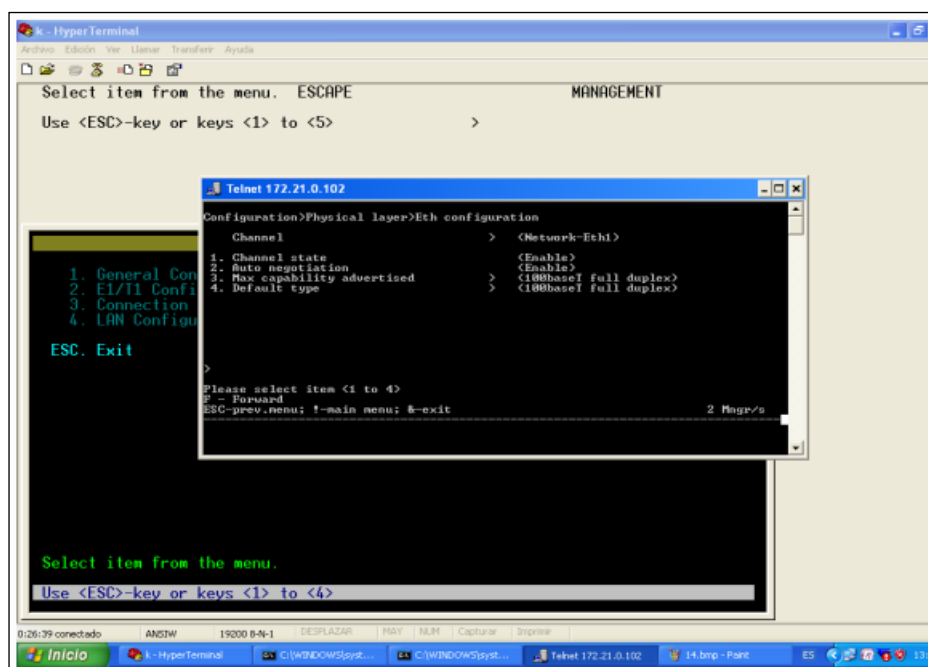 k - HyperTerminal
Archivo Edición Ver Llamar Transferir Ayuda
Select item from the menu. ESCAPE MANAGEMENT
Use <ESC>-key or keys <1> to <5> >
Telnet 172.21.0.102
Configuration>Physical layer>Eth configuration
Channel > <Network-Eth1>
1. Channel state <Enable>
2. Auto negotiation <Enable>
3. Max capability advertised > <100baseT full duplex>
4. Default type > <100baseT full duplex>
>
Please select item <1 to 4>
F - Forward
ESC-prev.menu; !-main menu; &-exit 2 Mngr/s
1. General Con
2. E1/T1 Confi
3. Connection
4. LAN Configu
ESC. Exit
Select item from the menu.
Use <ESC>-key or keys <1> to <4>
0:26:39 conectado ANSIW 19200 8-N-1 DESPLAZAR MAY NUM Capturar Imprimir
Inicio k - HyperTerminal C:\WINDOWS\syst... C:\WINDOWS\syst... Telnet 172.21.0.102 14.bmp - Paint ES 13: